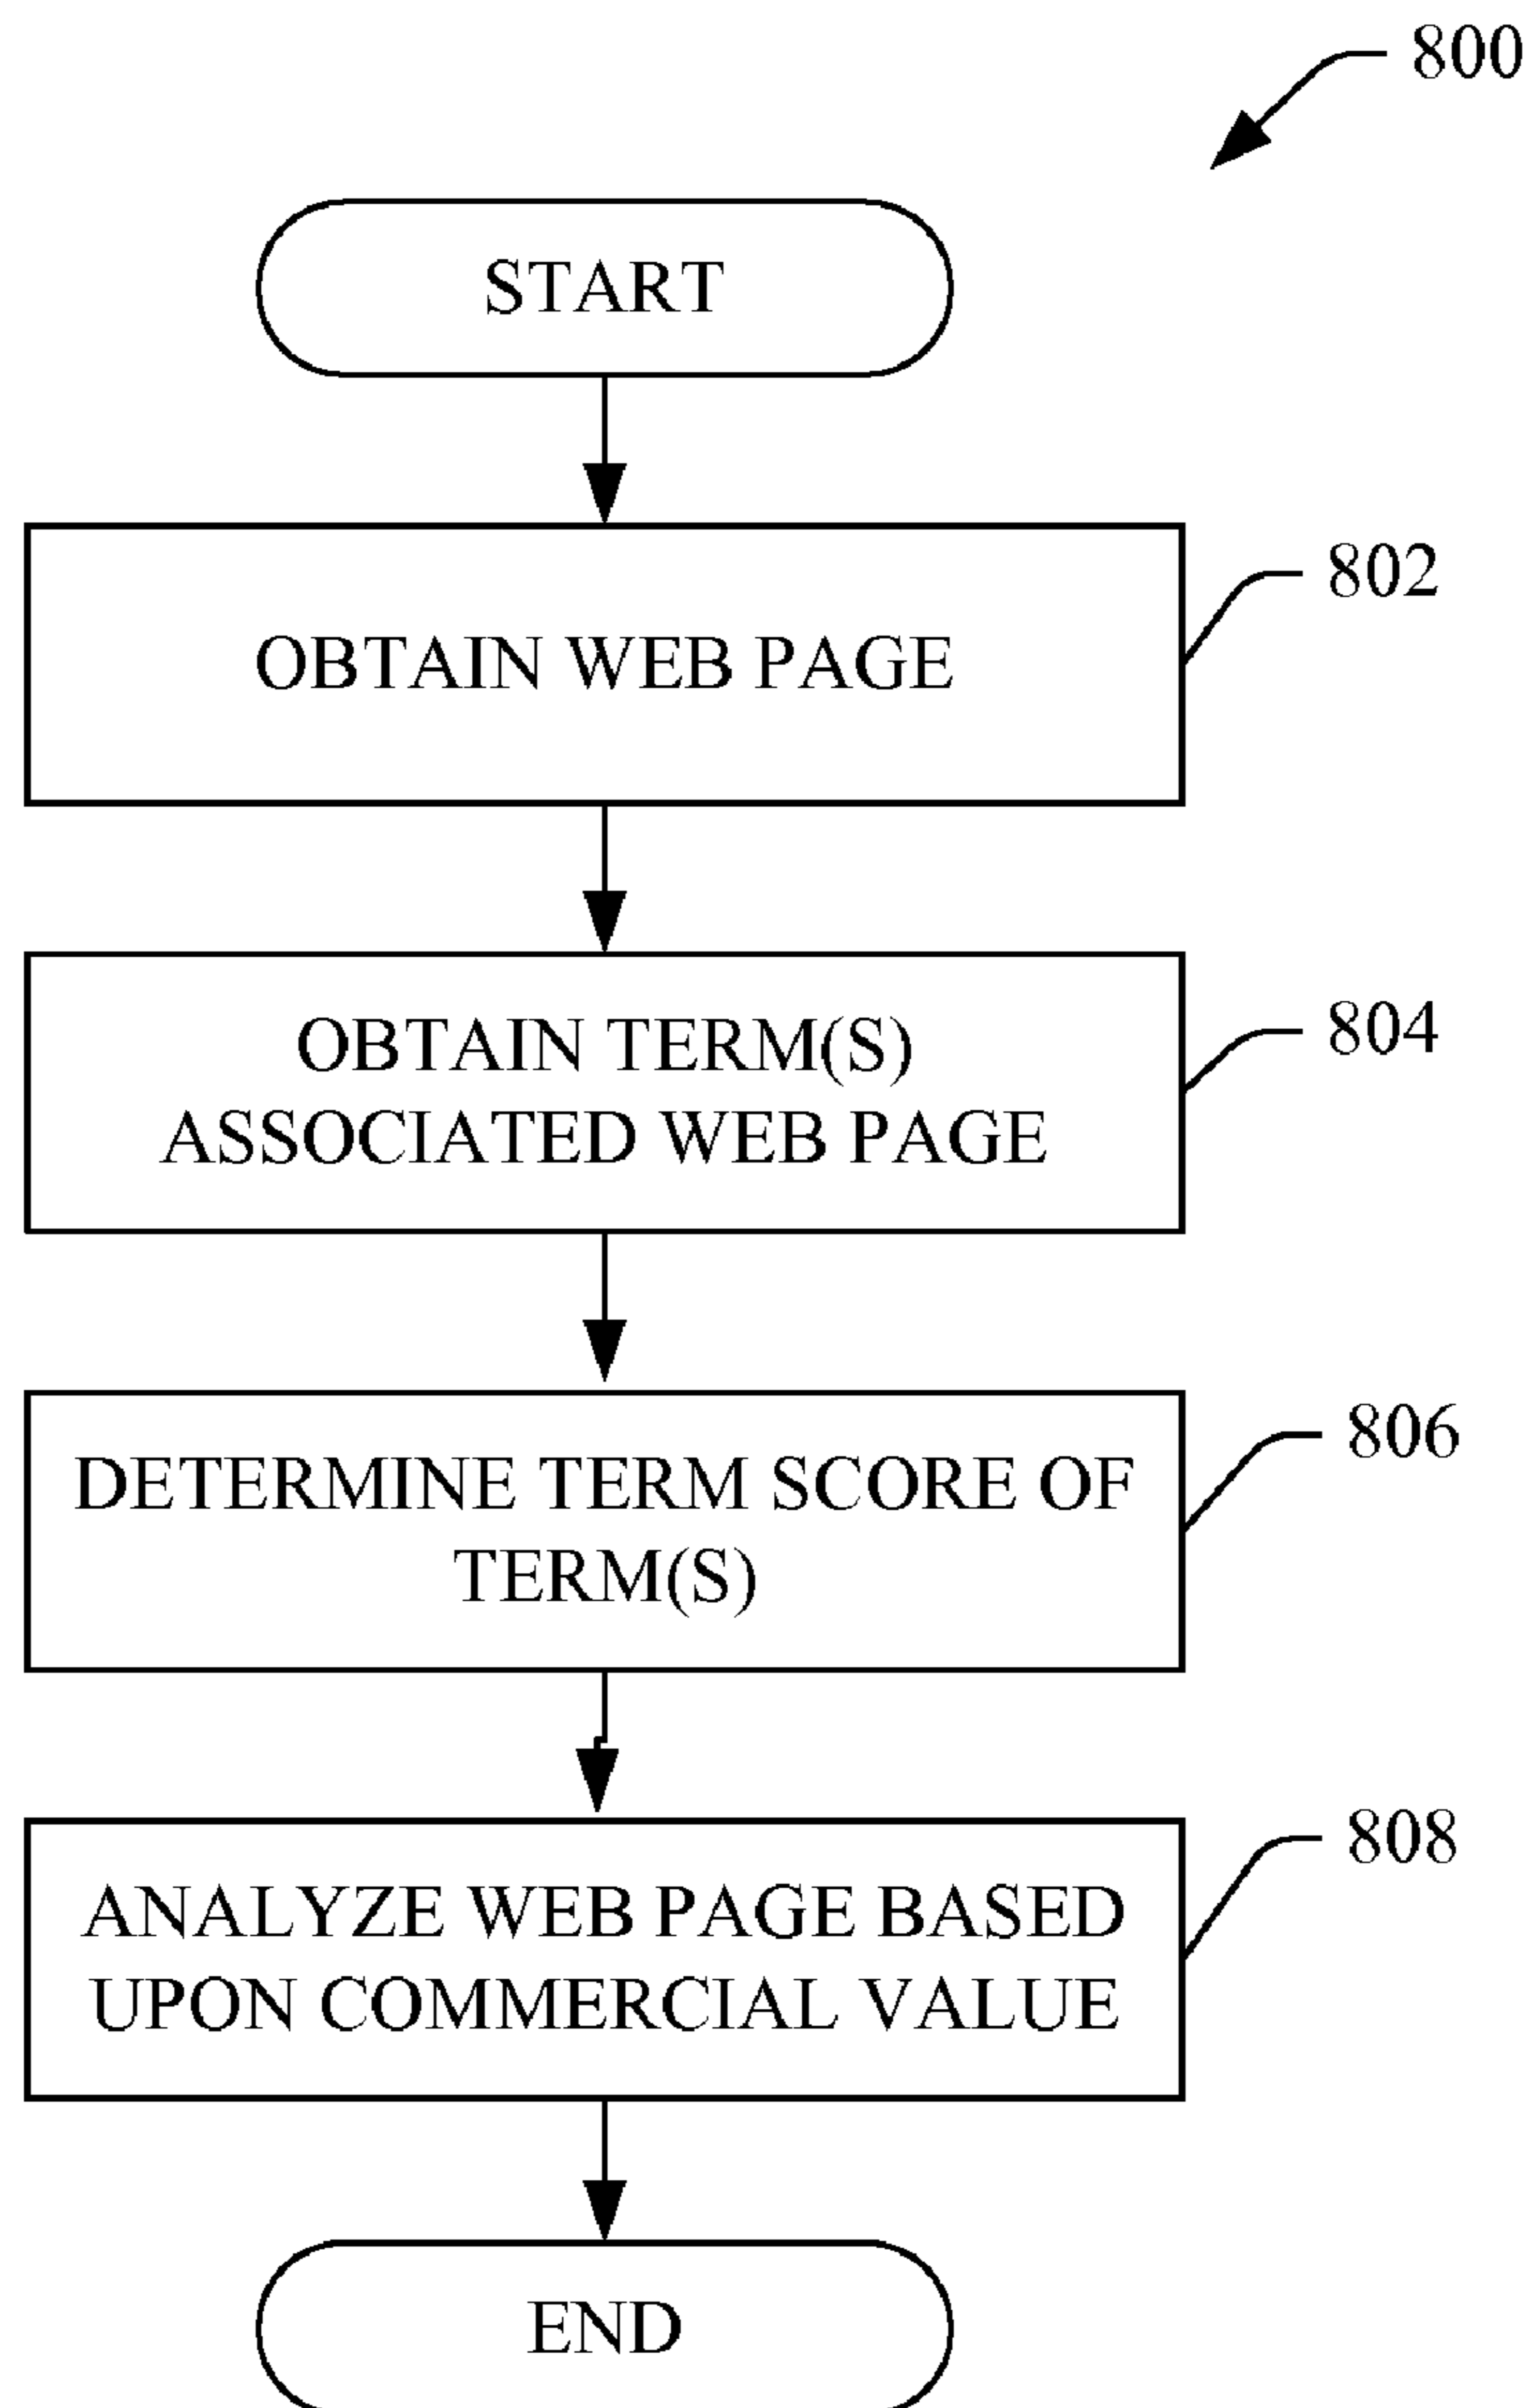 800
START
OBTAIN WEB PAGE
802
OBTAIN TERM(S)
ASSOCIATED WEB PAGE
804
DETERMINE TERM SCORE OF
TERM(S)
806
ANALYZE WEB PAGE BASED
UPON COMMERCIAL VALUE
808
END